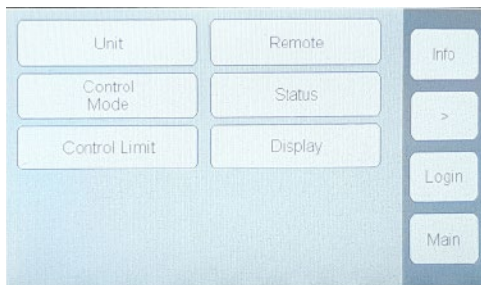 Unit
Remote
Info
Control
Mode
Status
>
Control Limit
Display
Login
Main